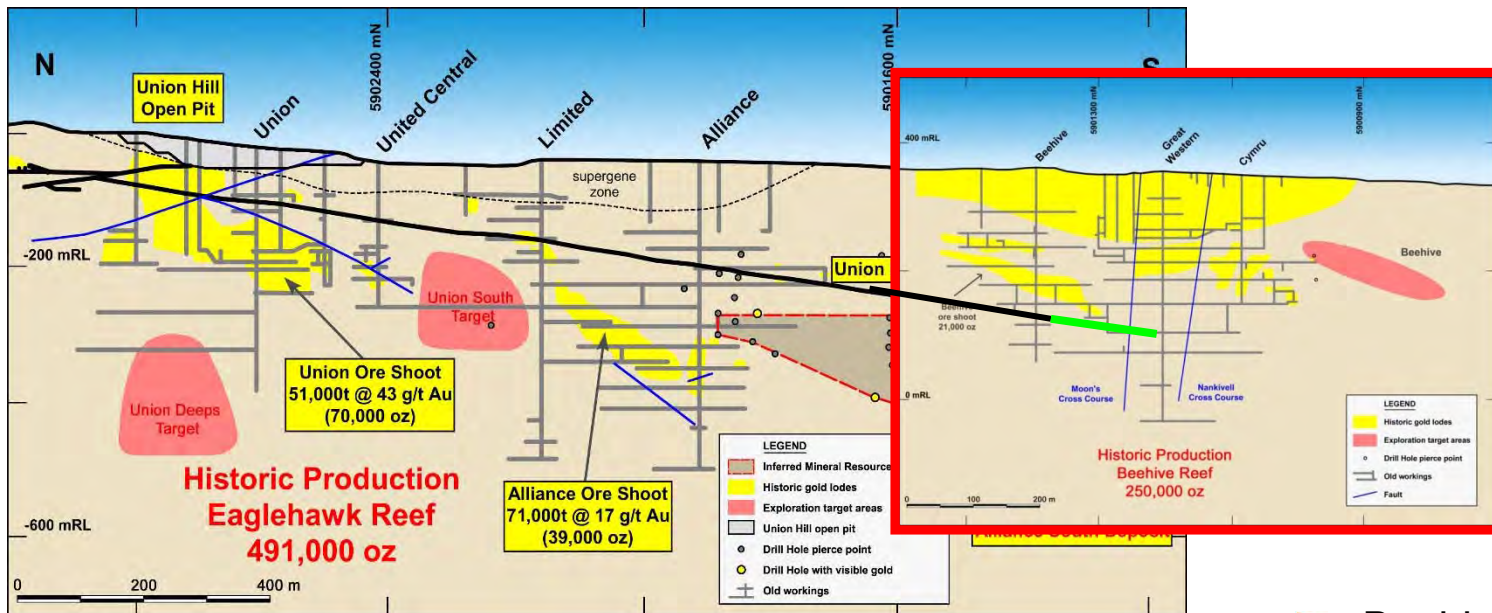 N
S
Union Hill
Open Pit
Union
5902400 mN
United Central
Limited
Alliance
5901600 mN
supergene
zone
-200 mRL
Union South
Target
Union
Union Ore Shoot
51,000t @ 43 g/t Au
(70,000 oz)
Union Deeps
Target
Historic Production
Eaglehawk Reef
491,000 oz
Alliance Ore Shoot
71,000t @ 17 g/t Au
(39,000 oz)
-600 mRL
0 200 400 m
LEGEND
Inferred Mineral Resource
Historic gold lodes
Exploration target areas
Union Hill open pit
Drill Hole pierce point
Drill Hole with visible gold
Old workings
400 mRL
Beehive
5901300 mN
Great
Western
Cymru
5900900 mN
Beehive
Beehive
ore shoot
21,000 oz
Moon's
Cross Course
Nankivell
Cross Course
0 mRL
Historic Production
Beehive Reef
250,000 oz
0 100 200 m
LEGEND
Historic gold lodes
Exploration target areas
Drill Hole pierce point
Old workings
Fault
Alliance South Deposit